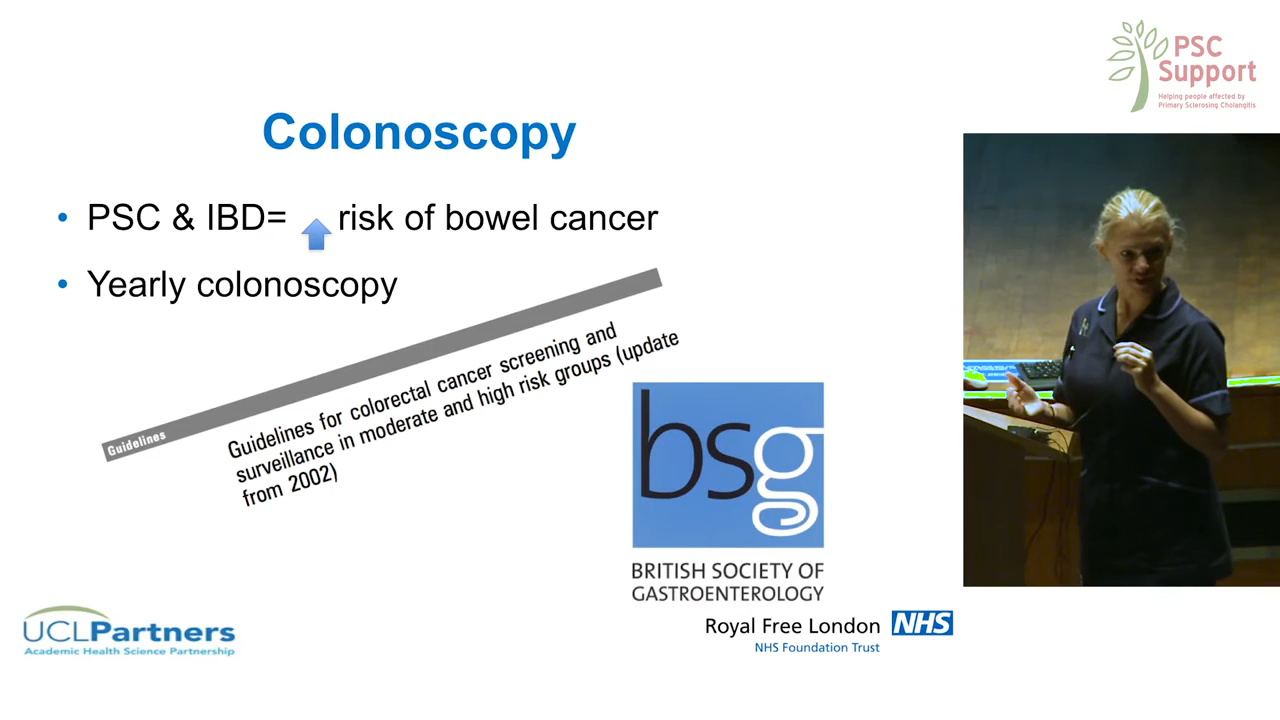 PSC
Support
Helping people affected by
Primary Sclerosing Cholangitis
Colonoscopy
• PSC & IBD= risk of bowel cancer
• Yearly colonoscopy
Guidelines
Guidelines for colorectal cancer screening and
surveillance in moderate and high risk groups (update
from 2002)
bsg
BRITISH SOCIETY OF
GASTROENTEROLOGY
UCLPartners
Academic Health Science Partnership
Royal Free London NHS
NHS Foundation Trust